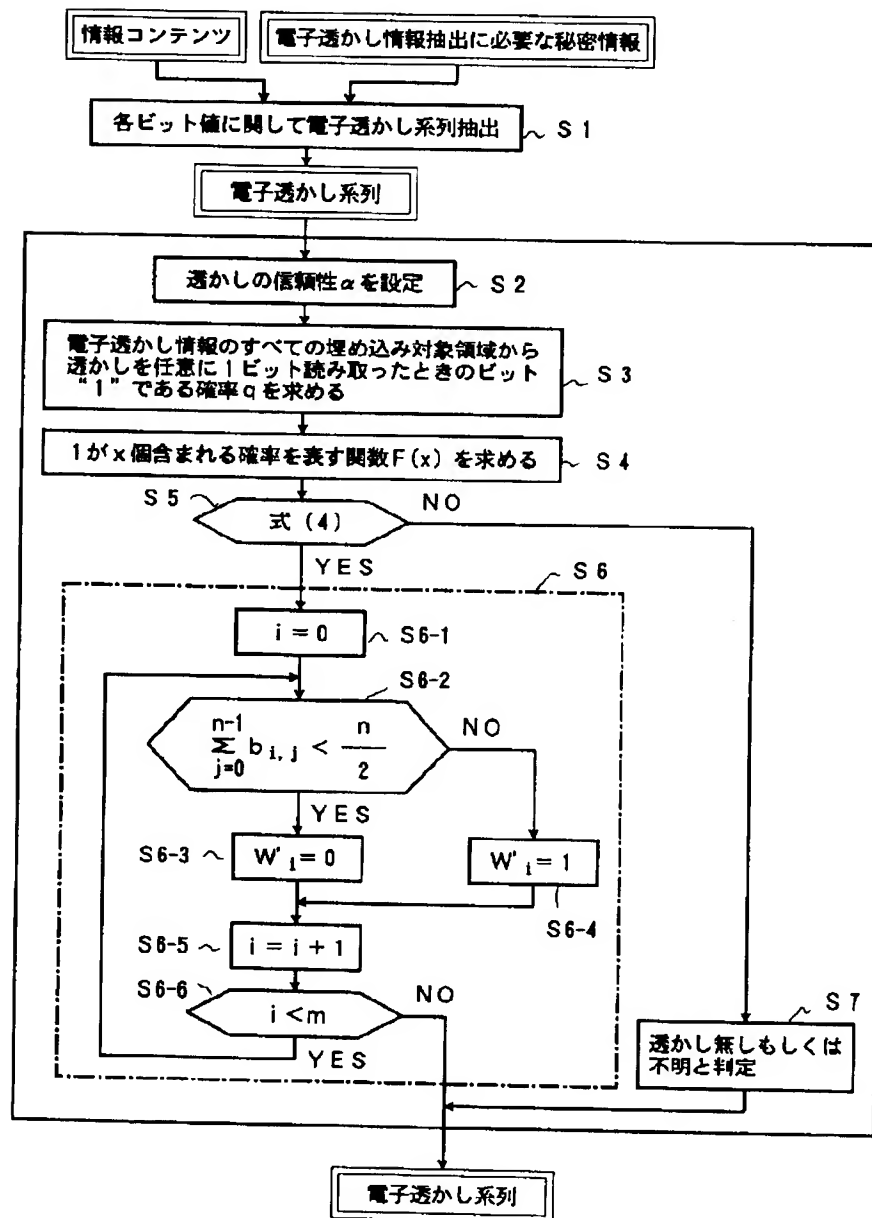 情報コンテンツ
電子透かし情報抽出に必要な秘密情報
各ビット値に関して電子透かし系列抽出
S1
電子透かし系列
透かしの信頼性αを設定
S2
電子透かし情報のすべての埋め込み対象領域から
透かしを任意に1ビット読み取ったときのビット
“1”である確率qを求める
S3
1がx個含まれる確率を表す関数F(x)を求める
S4
S5
式(4)
NO
YES
S6
i=0
S6-1
S6-2
n-1
Σ b i, j < n/2
j=0
NO
YES
S6-3
W' i = 0
W' i = 1
S6-4
S6-5
i = i + 1
S6-6
i <m
NO
YES
S7
透かし無しもしくは
不明と判定
電子透かし系列